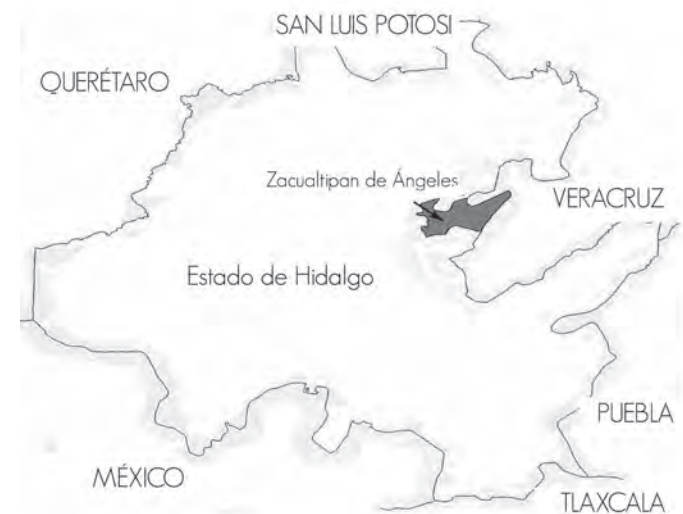 SAN LUIS POTOSI
QUERÉTARO
Zacualtipan de Ángeles
VERACRUZ
Estado de Hidalgo
PUEBLA
MÉXICO
TLAXCALA